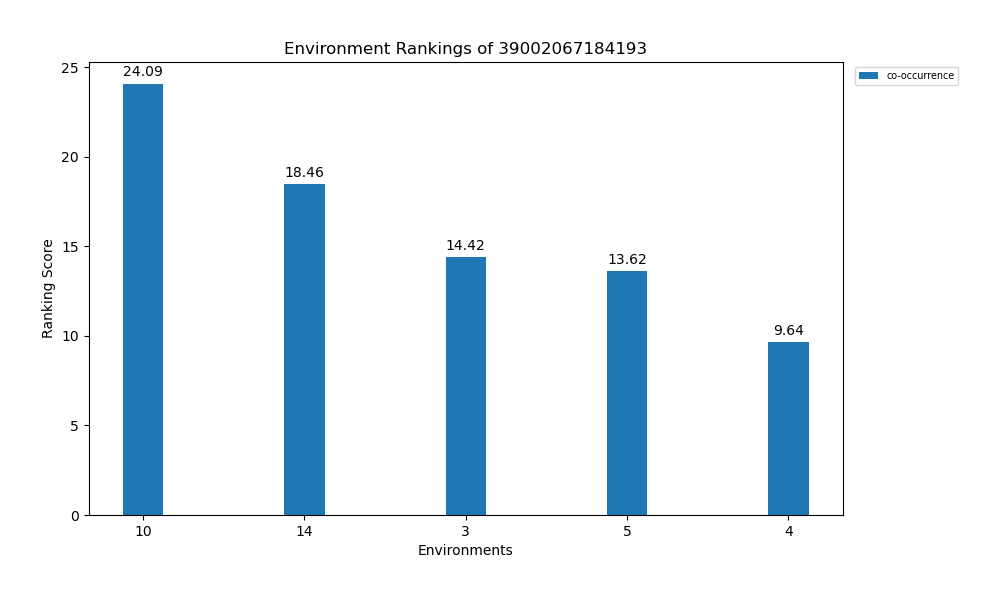 Environment Rankings of 39002067184193
co-occurrence
25
20
15
10
5
0
Ranking Score
24.09
18.46
14.42
13.62
9.64
10 14 3 5 4
Environments